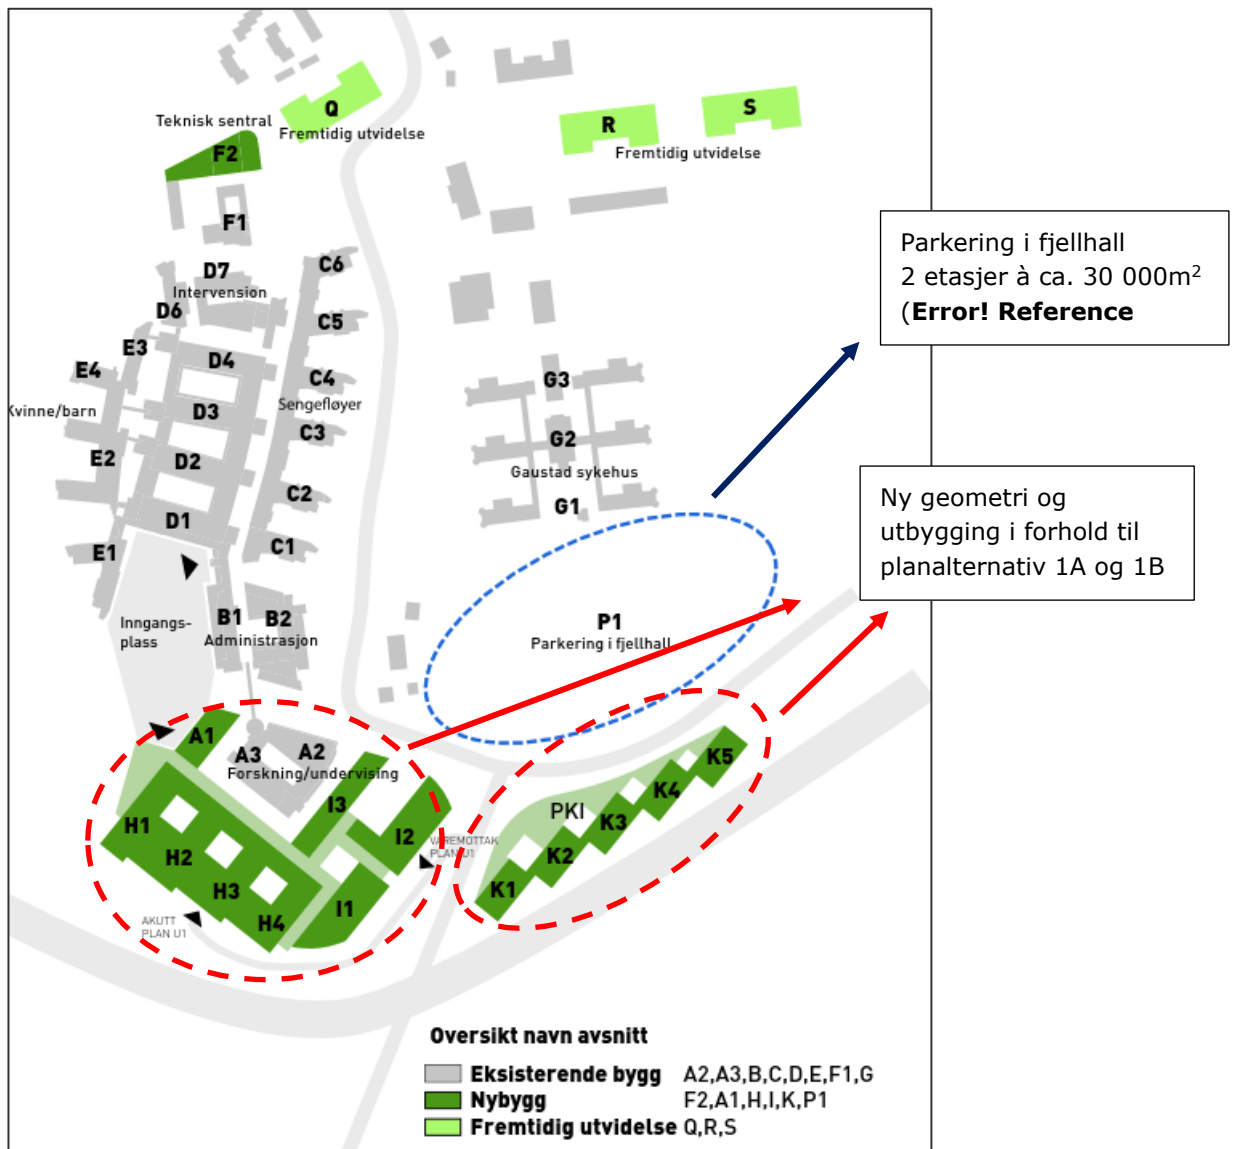 Q
Fremtidig utvidelse
Teknisk sentral
F2
R
S
Fremtidig utvidelse
F1
Parkering i fjellhall
2 etasjer à ca. 30 000m²
(Error! Reference
D7
Intervension
D6
C6
C5
E3
D4
E4
C4
Sengefløyer
Kvinne/barn
D3
C3
G3
G2
Gaustad sykehus
G1
E2
D2
C2
D1
C1
E1
Ny geometri og
utbygging i forhold til
planalternativ 1A og 1B
Inngangs-
plass
B1
B2
Administrasjon
P1
Parkering i fjellhall
A1
A3
A2
Forskning/undervising
I3
I2
VAREMOTTAK
PLAN U1
H1
H2
H3
H4
I1
AKUTT
PLAN U1
PKI
K5
K4
K3
K2
K1
Oversikt navn avsnitt
Eksisterende bygg A2,A3,B,C,D,E,F1,G
Nybygg F2,A1,H,I,K,P1
Fremtidig utvidelse Q,R,S